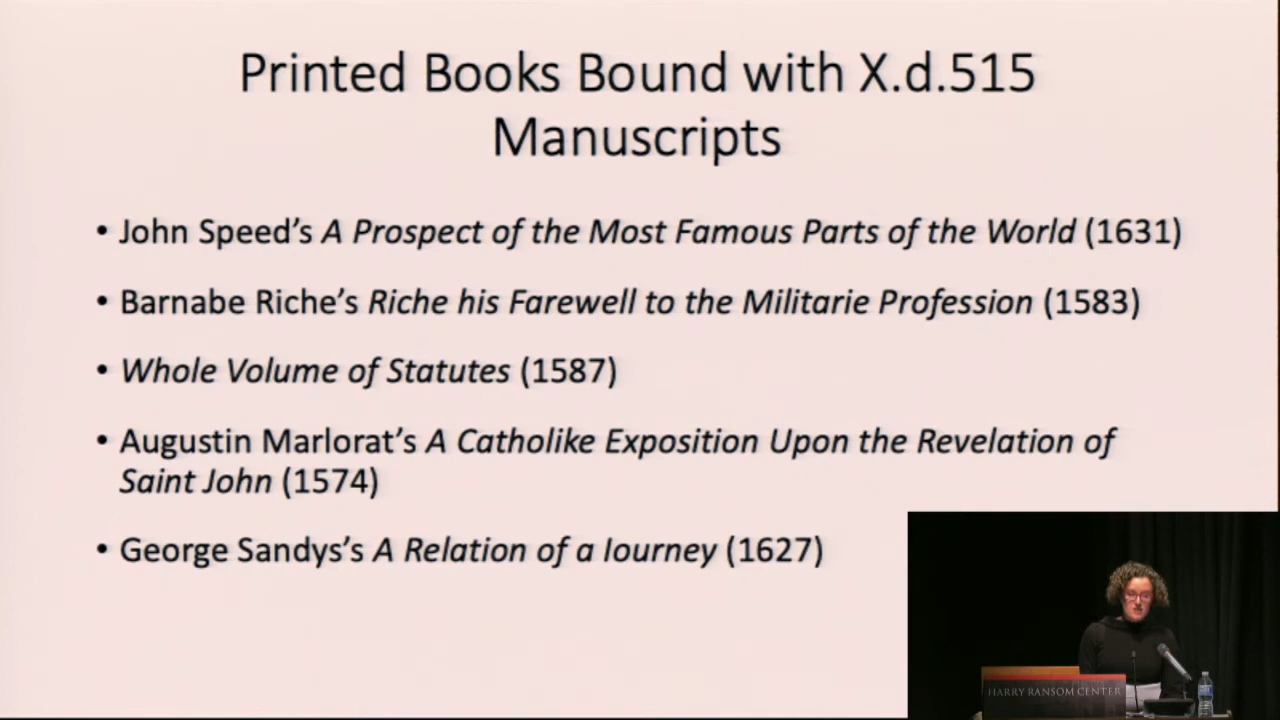 Printed Books Bound with X.d.515
Manuscripts
• John Speed's A Prospect of the Most Famous Parts of the World (1631)
• Barnabe Riche's Riche his Farewell to the Militarie Profession (1583)
• Whole Volume of Statutes (1587)
• Augustin Marlorat's A Catholike Exposition Upon the Revelation of
Saint John (1574)
• George Sandys's A Relation of a Iourney (1627)
HARRY RANSOM CENTER